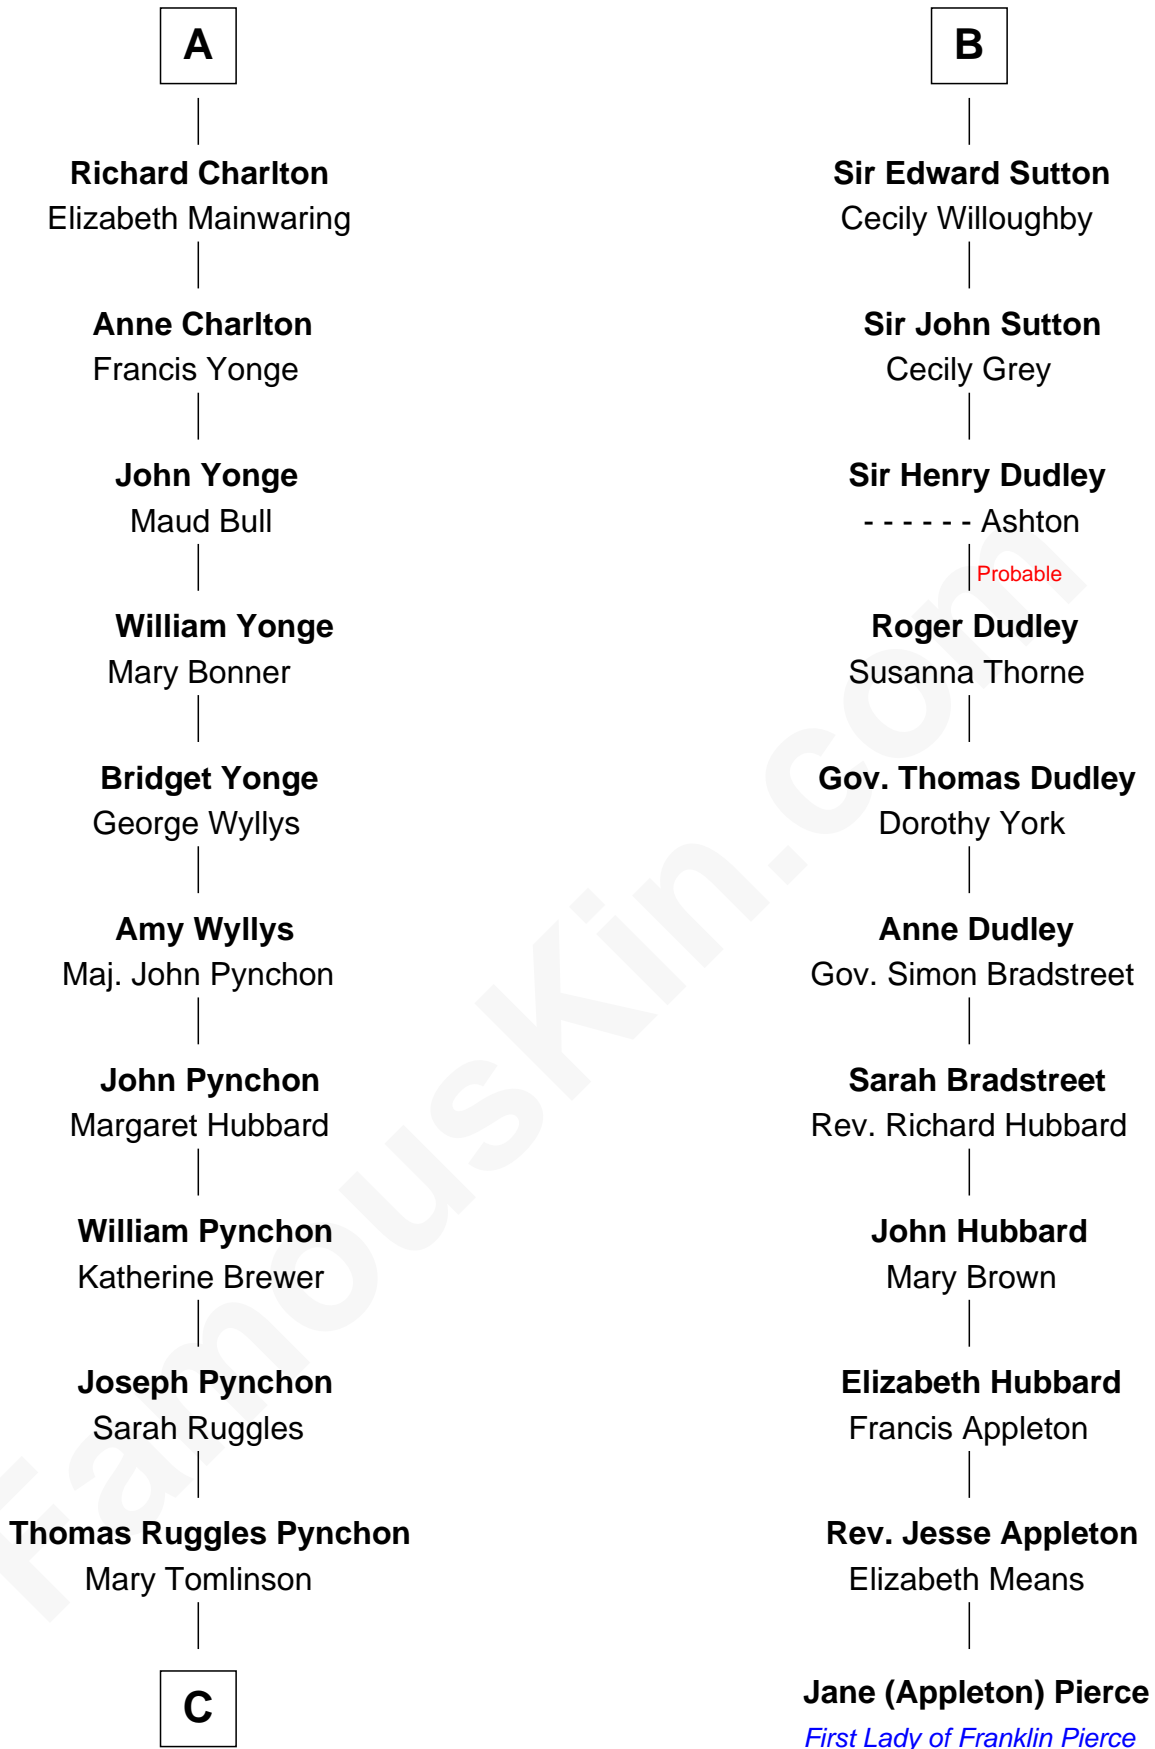 A
Richard Charlton
Elizabeth Mainwaring
Anne Charlton
Francis Yonge
John Yonge
Maud Bull
William Yonge
Mary Bonner
Bridget Yonge
George Wyllys
Amy Wyllys
Maj. John Pynchon
John Pynchon
Margaret Hubbard
William Pynchon
Katherine Brewer
Joseph Pynchon
Sarah Ruggles
Thomas Ruggles Pynchon
Mary Tomlinson
C
B
Sir Edward Sutton
Cecily Willoughby
Sir John Sutton
Cecily Grey
Sir Henry Dudley
- - - - - - Ashton
Probable
Roger Dudley
Susanna Thorne
Gov. Thomas Dudley
Dorothy York
Anne Dudley
Gov. Simon Bradstreet
Sarah Bradstreet
Rev. Richard Hubbard
John Hubbard
Mary Brown
Elizabeth Hubbard
Francis Appleton
Rev. Jesse Appleton
Elizabeth Means
Jane (Appleton) Pierce
First Lady of Franklin Pierce
FamousKin.com